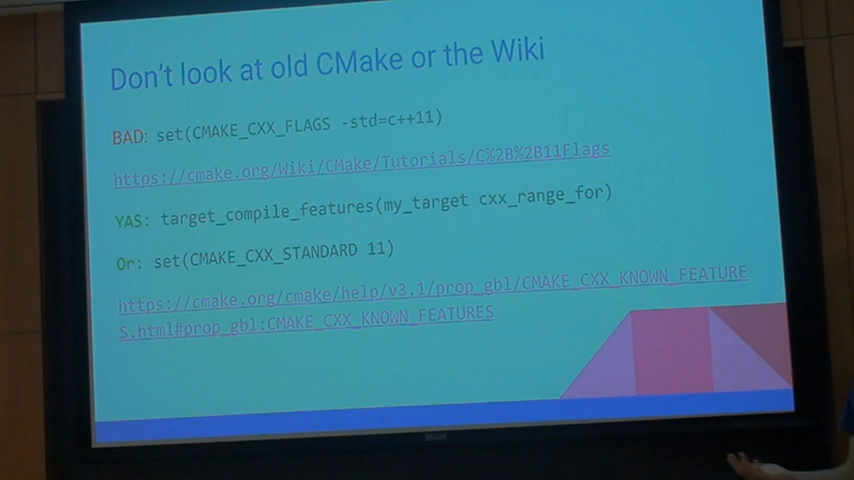 Don't look at old CMake or the Wiki
BAD: set(CMAKE_CXX_FLAGS -std=c++11)
https://cmake.org/Wiki/CMake/Tutorials/C%2B%2B11Flags
YAS: target_compile_features(my_target cxx_range_for)
Or: set(CMAKE_CXX_STANDARD 11)
https://cmake.org/cmake/help/v3.1/prop_gbl/CMAKE_CXX_KNOWN_FEATURE
S.html#prop_gbl:CMAKE_CXX_KNOWN_FEATURES